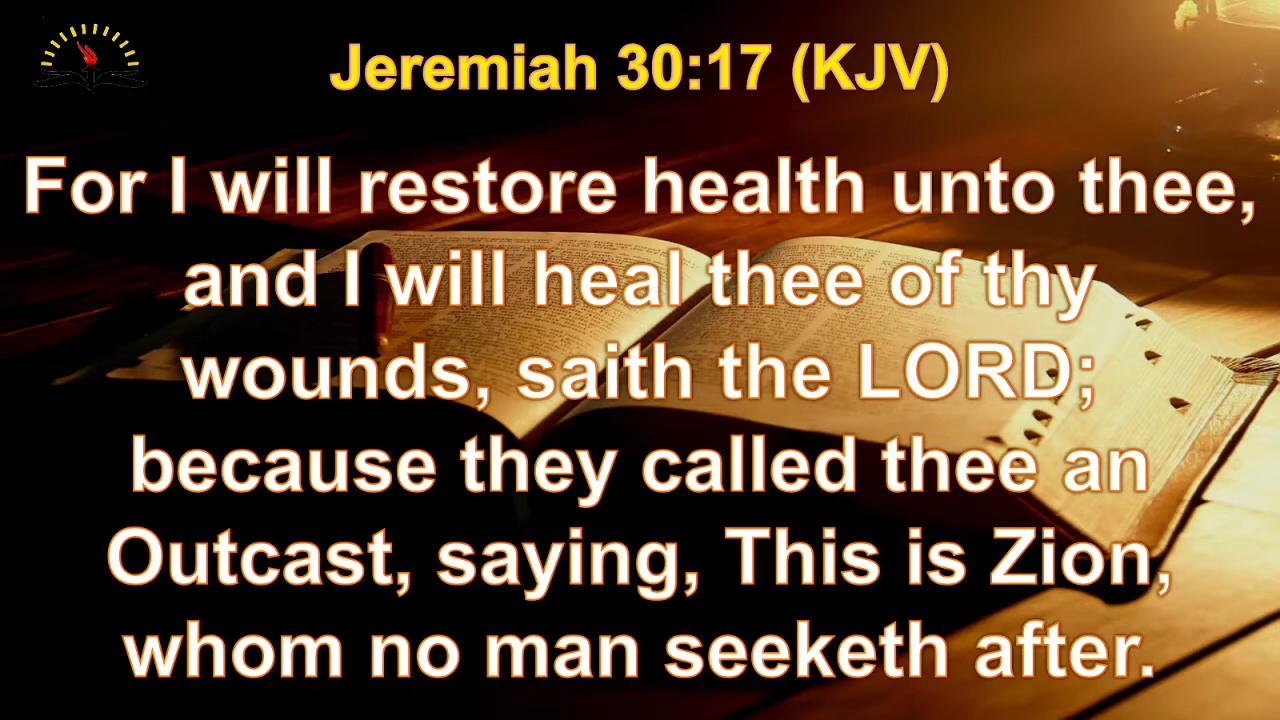 Jeremiah 30:17 (KJV)
For I will restore health unto thee,
and I will heal thee of thy
wounds, saith the LORD;
because they called thee an
Outcast, saying, This is Zion,
whom no man seeketh after.